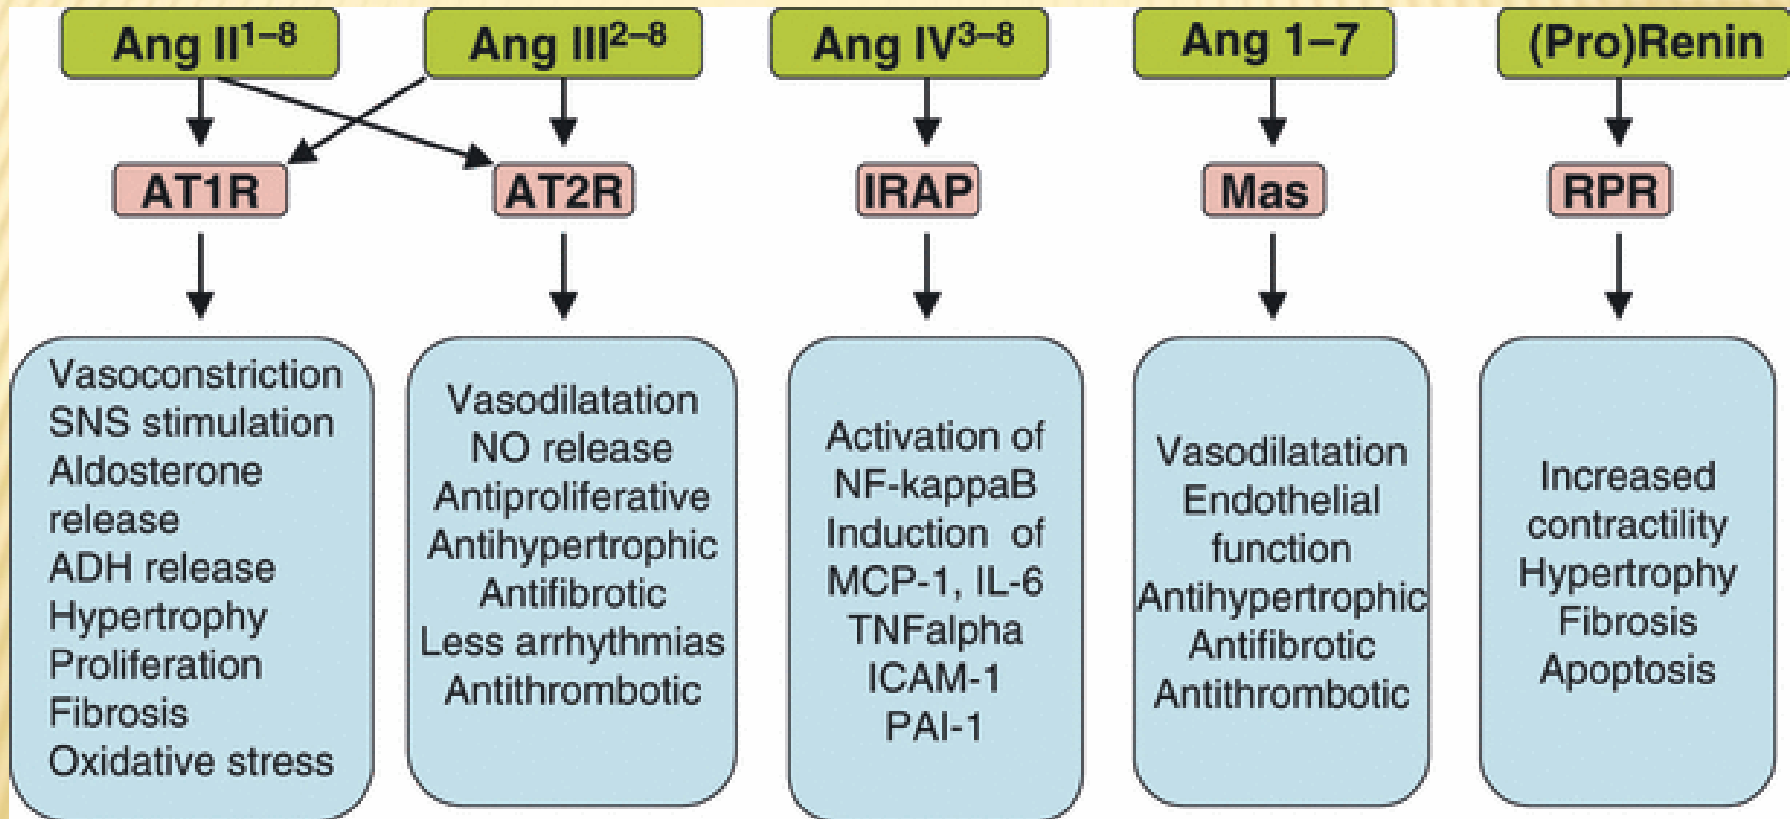 Ang II¹⁻⁸
Ang III²⁻⁸
Ang IV³⁻⁸
Ang 1–7
(Pro)Renin
AT1R
AT2R
IRAP
Mas
RPR
Vasoconstriction
SNS stimulation
Aldosterone
release
ADH release
Hypertrophy
Proliferation
Fibrosis
Oxidative stress
Vasodilatation
NO release
Antiproliferative
Antihypertrophic
Antifibrotic
Less arrhythmias
Antithrombotic
Activation of
NF-kappaB
Induction of
MCP-1, IL-6
TNFalpha
ICAM-1
PAI-1
Vasodilatation
Endothelial
function
Antihypertrophic
Antifibrotic
Antithrombotic
Increased
contractility
Hypertrophy
Fibrosis
Apoptosis